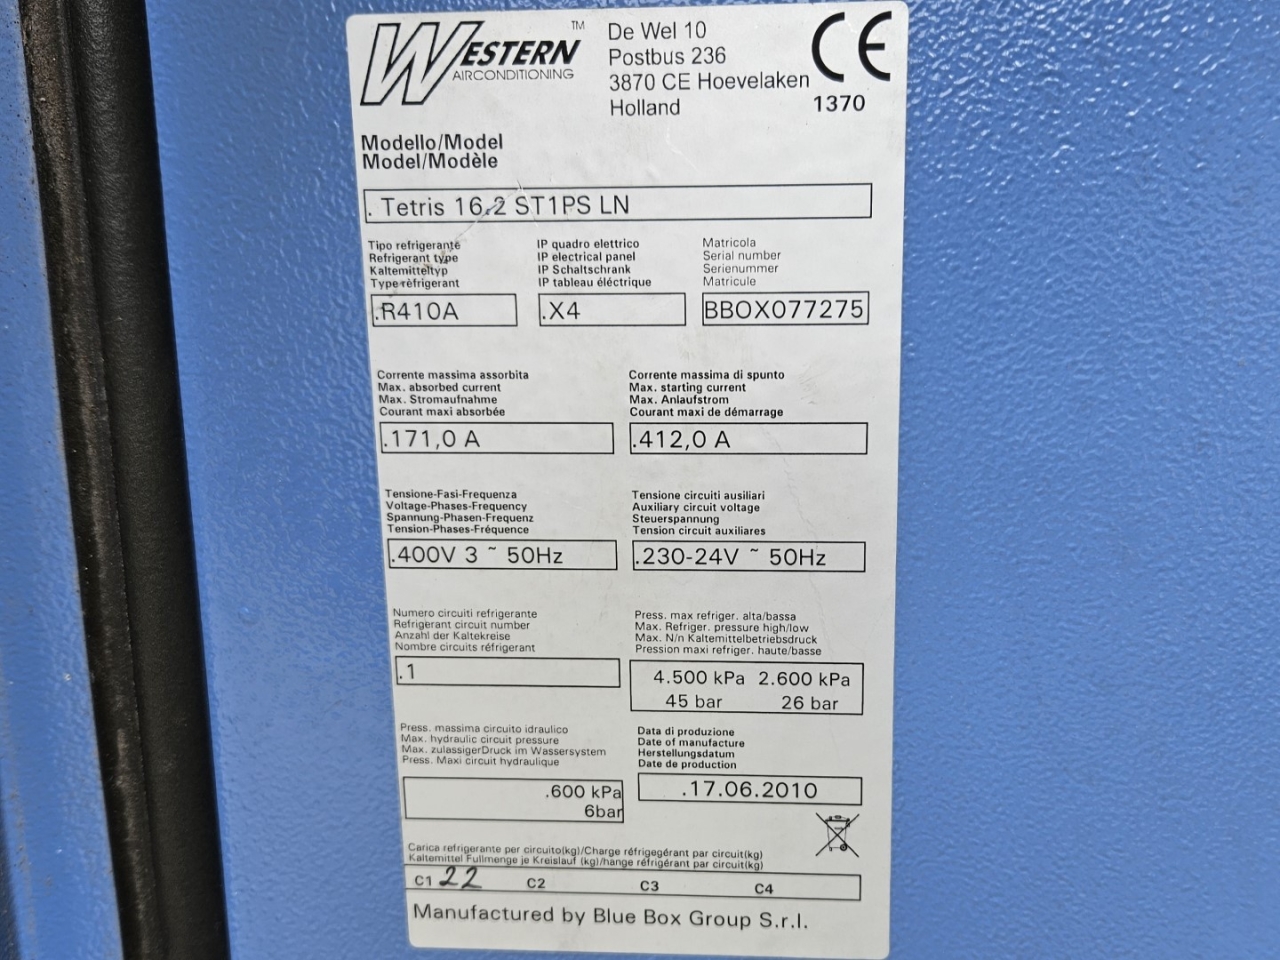 WESTERN™
AIRCONDITIONING
De Wel 10
Postbus 236
3870 CE Hoevelaken
Holland
CE
1370
Modello/Model
Model/Modèle
. Tetris 16.2 ST1PS LN
Tipo refrigerante
Refrigerant type
Kaltemitteltyp
Type rèfrigerant
.R410A
IP quadro elettrico
IP electrical panel
IP Schaltschrank
IP tableau éléctrique
.X4
Matricola
Serial number
Serienummer
Matricule
BBOX077275
Corrente massima assorbita
Max. absorbed current
Max. Stromaufnahme
Courant maxi absorbée
.171,0 A
Corrente massima di spunto
Max. starting current
Max. Anlaufstrom
Courant maxi de démarrage
.412,0 A
Tensione-Fasi-Frequenza
Voltage-Phases-Frequency
Spannung-Phasen-Frequenz
Tension-Phases-Fréquence
.400V 3 ~ 50Hz
Tensione circuiti ausiliari
Auxiliary circuit voltage
Steuerspannung
Tension circuit auxiliares
.230-24V ~ 50Hz
Numero circuiti refrigerante
Refrigerant circuit number
Anzahl der Kaltekreise
Nombre circuits réfrigerant
.1
Press. max refriger. alta/bassa
Max. Refriger. pressure high/low
Max. N/n Kaltemittelbetriebsdruck
Pression maxi refriger. haute/basse
4.500 kPa 2.600 kPa
45 bar 26 bar
Press. massima circuito idraulico
Max. hydraulic circuit pressure
Max. zulassigerDruck im Wassersystem
Press. Maxi circuit hydraulique
.600 kPa
6bar
Data di produzione
Date of manufacture
Herstellungsdatum
Date de production
.17.06.2010
Carica refrigerante per circuito(kg)/Charge réfrigegérant par circuit(kg)
Kaltemittel Fullmenge je Kreislauf (kg)/hange réfrigérant par circuit(kg)
C1 22 C2 C3 C4
Manufactured by Blue Box Group S.r.l.